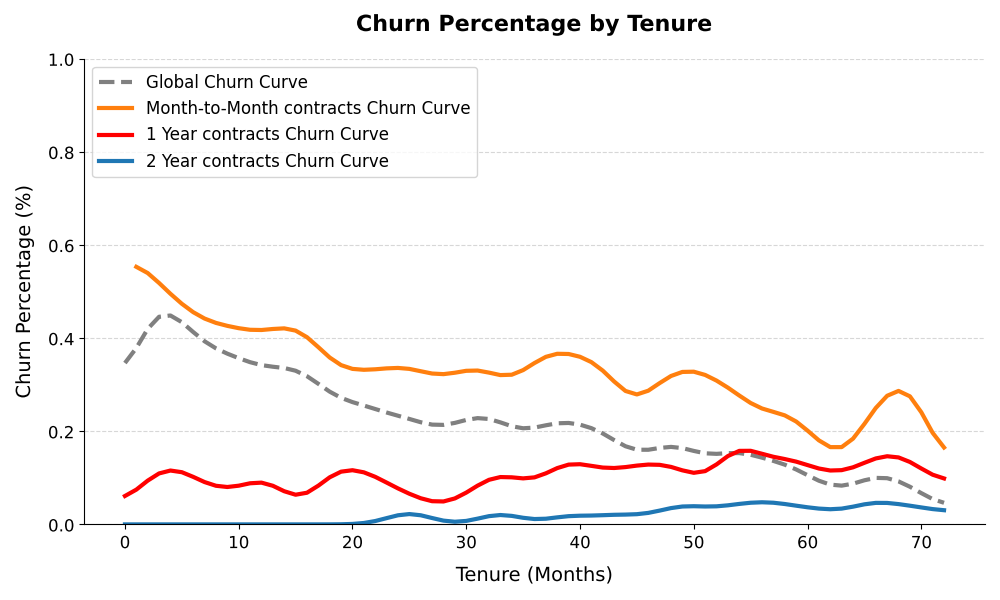 Churn Percentage by Tenure
Global Churn Curve
Month-to-Month contracts Churn Curve
1 Year contracts Churn Curve
2 Year contracts Churn Curve
Churn Percentage (%)
1.0
0.8
0.6
0.4
0.2
0.0
0 10 20 30 40 50 60 70
Tenure (Months)